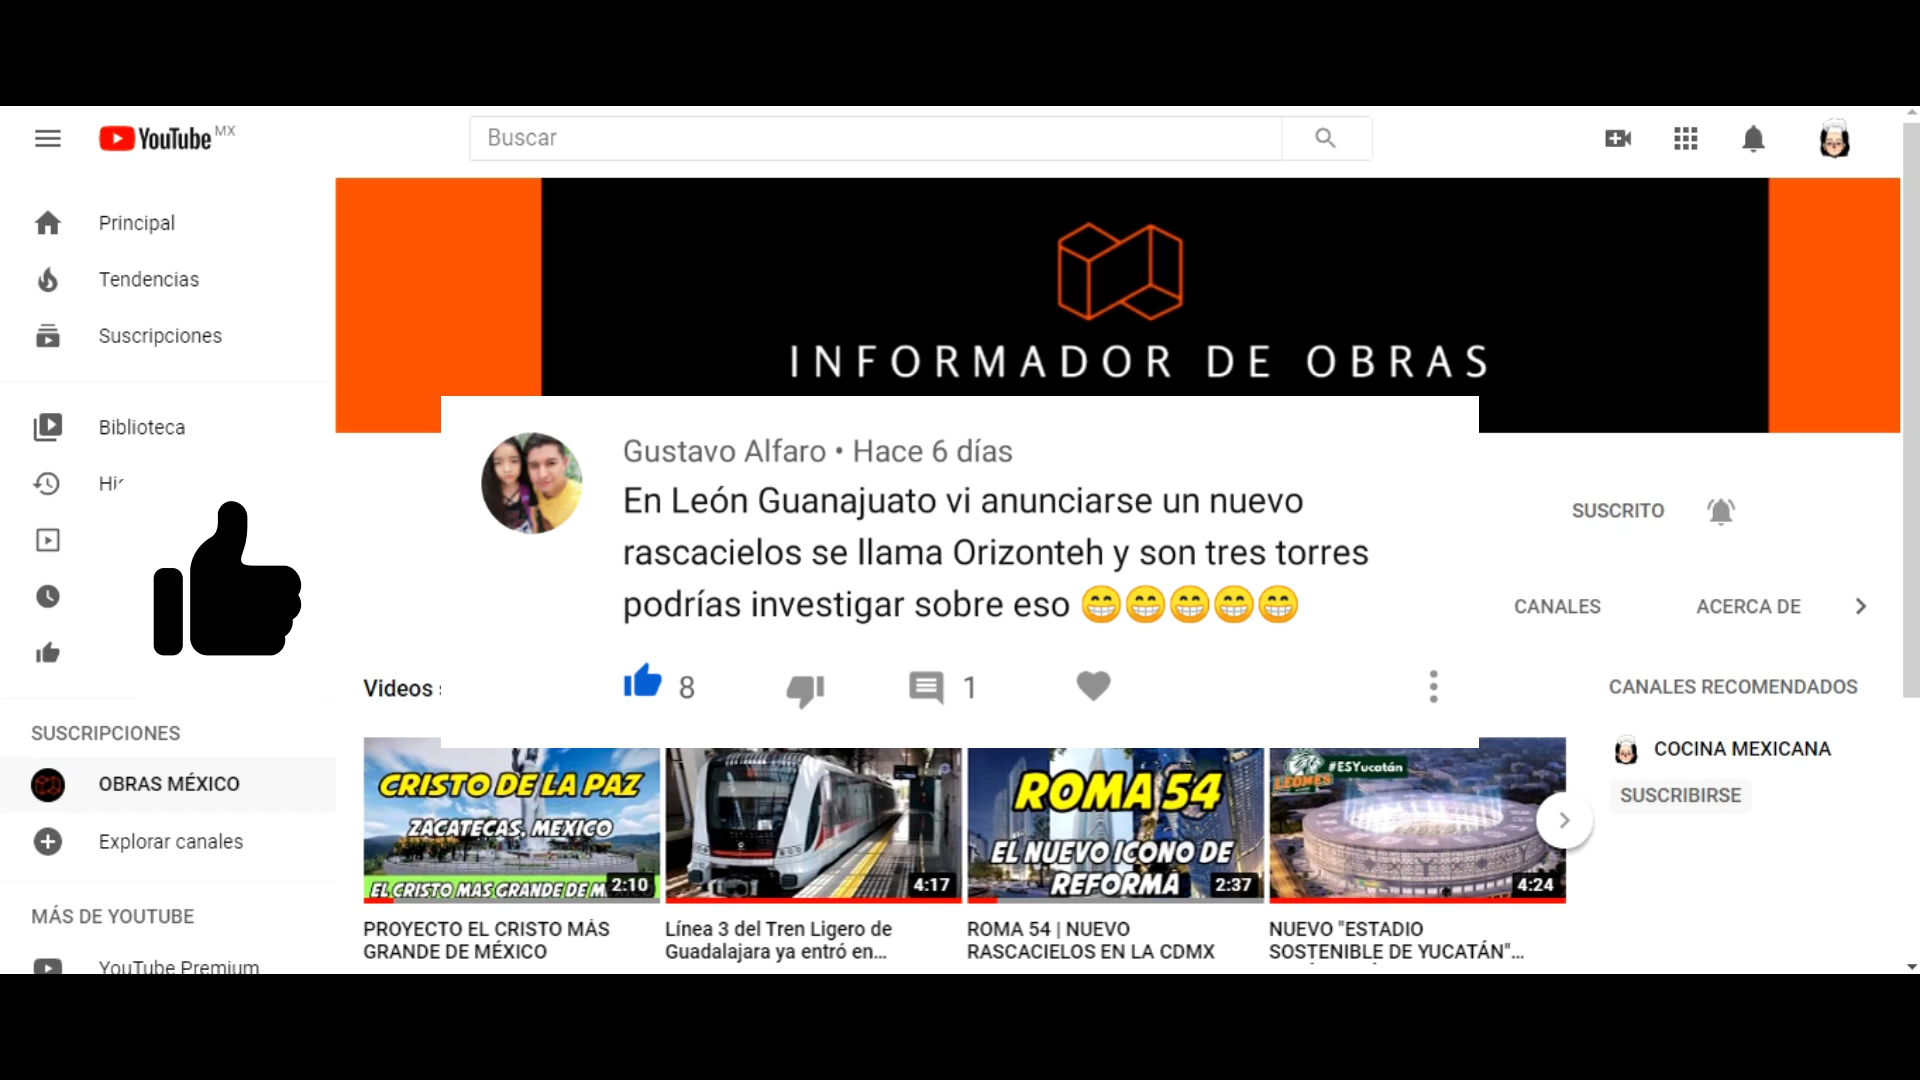 YouTube MX
Buscar
Principal
Tendencias
Suscripciones
Biblioteca
INFORMADOR DE OBRAS
Gustavo Alfaro • Hace 6 días
En León Guanajuato vi anunciarse un nuevo
rascacielos se llama Orizonteh y son tres torres
podrías investigar sobre eso 😁😁😁😁😁
8
1
SUSCRITO
CANALES
ACERCA DE
Videos
SUSCRIPCIONES
OBRAS MÉXICO
Explorar canales
MÁS DE YOUTUBE
YouTube Premium
CANALES RECOMENDADOS
COCINA MEXICANA
SUSCRIBIRSE
CRISTO DE LA PAZ
ZACATECAS, MEXICO
EL CRISTO MAS GRANDE DE M
2:10
PROYECTO EL CRISTO MÁS
GRANDE DE MÉXICO
4:17
Línea 3 del Tren Ligero de
Guadalajara ya entró en...
ROMA 54
EL NUEVO ICONO DE
REFORMA
2:37
ROMA 54 | NUEVO
RASCACIELOS EN LA CDMX
LEONES
#ESYucatán
4:24
NUEVO "ESTADIO
SOSTENIBLE DE YUCATÁN"...